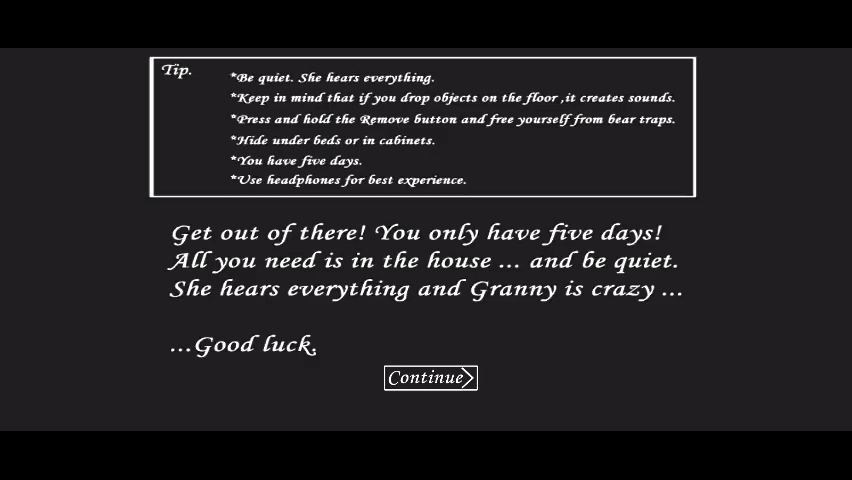 Tip.
*Be quiet. She hears everything.
*Keep in mind that if you drop objects on the floor ,it creates sounds.
*Press and hold the Remove button and free yourself from bear traps.
*Hide under beds or in cabinets.
*You have five days.
*Use headphones for best experience.
Get out of there! You only have five days!
All you need is in the house ... and be quiet.
She hears everything and Granny is crazy ...
...Good luck.
Continue